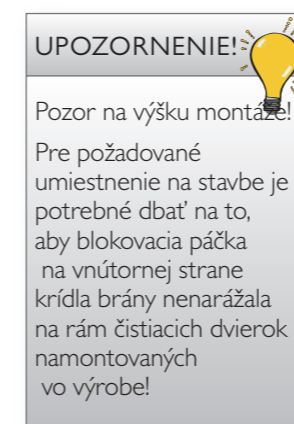 UPOZORNENIE!
Pozor na výšku montáže!
Pre požadované
umiestnenie na stavbe je
potrebné dbať na to,
aby blokovacia páčka
na vnútornej strane
krídla brány nenarážala
na rám čistiacich dvierok
namontovaných
vo výrobe!